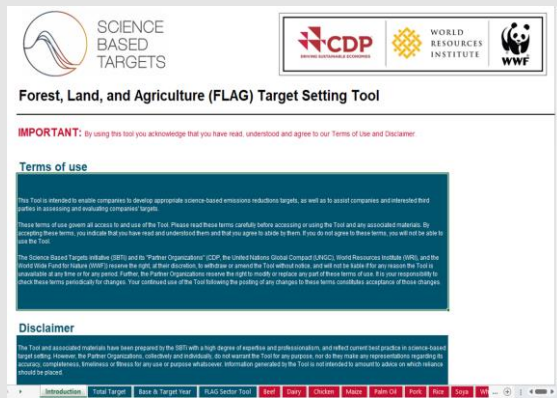 SCIENCE
BASED
TARGETS
CDP
DRIVING SUSTAINABLE ECONOMIES
WORLD
RESOURCES
INSTITUTE
WWF
Forest, Land, and Agriculture (FLAG) Target Setting Tool
IMPORTANT: By using this tool you acknowledge that you have read, understood and agree to our Terms of Use and Disclaimer
Terms of use
This Tool is intended to enable companies to develop appropriate science-based emissions reductions targets, as well as to assist companies and interested third
parties in assessing and evaluating companies' targets.
These terms of use govern all access to and use of the Tool. Please read these terms carefully before accessing or using the Tool and any associated materials. By
accepting these terms, you indicate that you have read and understood them and that you agree to abide by them. If you do not agree to these terms, you will not be able to
use the Tool.
The Science Based Targets initiative (SBTi) and its "Partner Organizations" (CDP, the United Nations Global Compact (UNGC), World Resources Institute (WRI), and the
World Wide Fund for Nature (WWF)) reserve the right, at their discretion, to withdraw or amend the Tool without notice, and will not be liable if for any reason the Tool is
unavailable at any time or for any period. Further, the Partner Organizations reserve the right to modify or replace any part of these terms of use. It is your responsibility to
check these terms periodically for changes. Your continued use of the Tool following the posting of any changes to these terms constitutes acceptance of those changes.
Disclaimer
The Tool and associated materials have been prepared by the SBTi with a high degree of expertise and professionalism, and reflect current best practice in science-based
target setting. However, the Partner Organizations, collectively and individually, do not warrant the Tool for any purpose, nor do they make any representations regarding its
accuracy, completeness, timeliness or fitness for any use or purpose whatsoever. Information generated by the Tool is not intended to amount to advice on which reliance
should be placed.
Introduction Total Target Base & Target Year FLAG Sector Tool Beef Dairy Chicken Maize Palm Oil Pork Rice Soya Wh ...